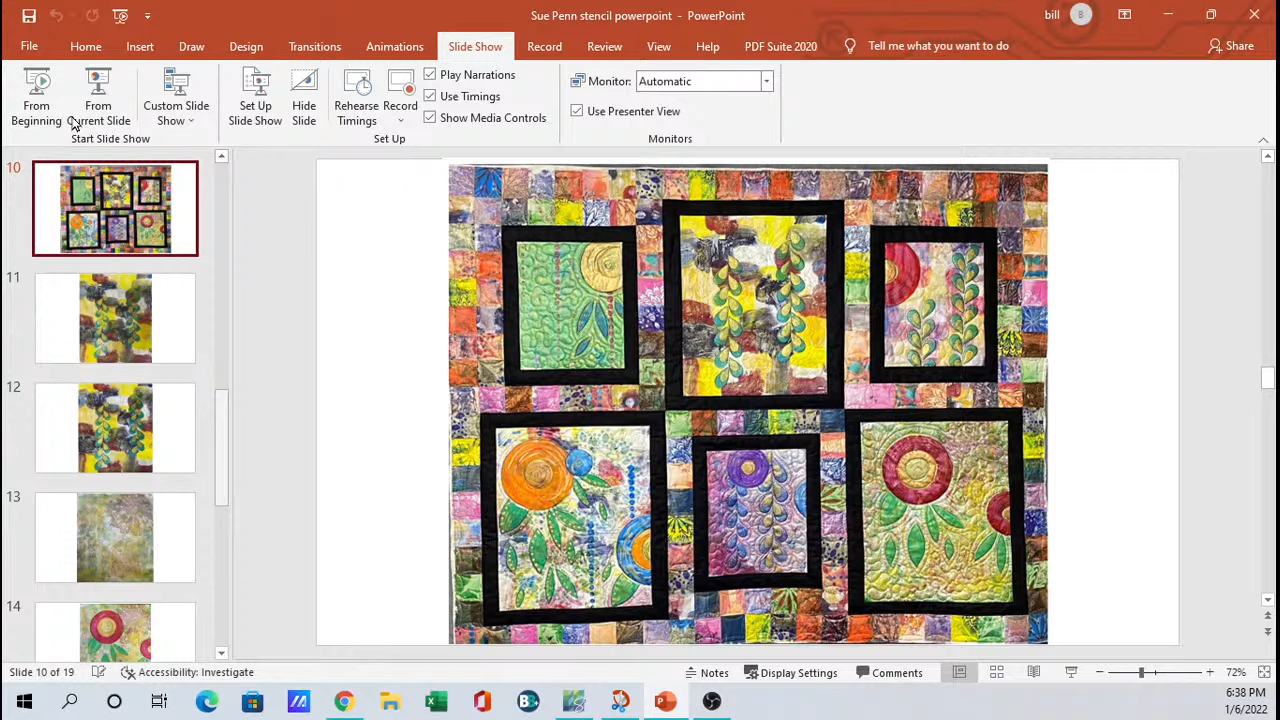 Sue Penn stencil powerpoint - PowerPoint
bill B
File Home Insert Draw Design Transitions Animations Slide Show Record Review View Help PDF Suite 2020 Tell me what you want to do Share
From Beginning
From Current Slide
Custom Slide Show
Start Slide Show
Set Up Slide Show
Hide Slide
Rehearse Timings
Record
Play Narrations
Use Timings
Show Media Controls
Set Up
Monitor: Automatic
Use Presenter View
Monitors
10
11
12
13
14
Slide 10 of 19 Accessibility: Investigate Notes Display Settings Comments 72%
6:38 PM
1/6/2022